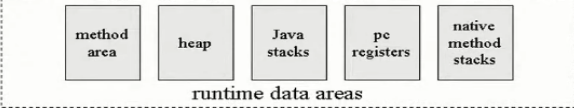 method area
heap
Java stacks
pc registers
native method stacks
runtime data areas